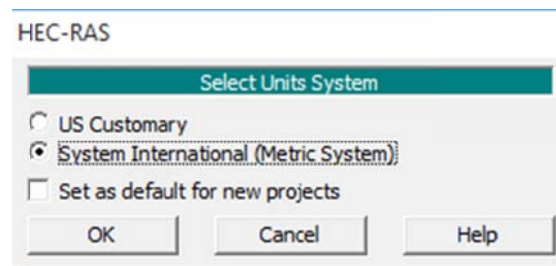 HEC-RAS
Select Units System
US Customary
System International (Metric System)
Set as default for new projects
OK Cancel Help